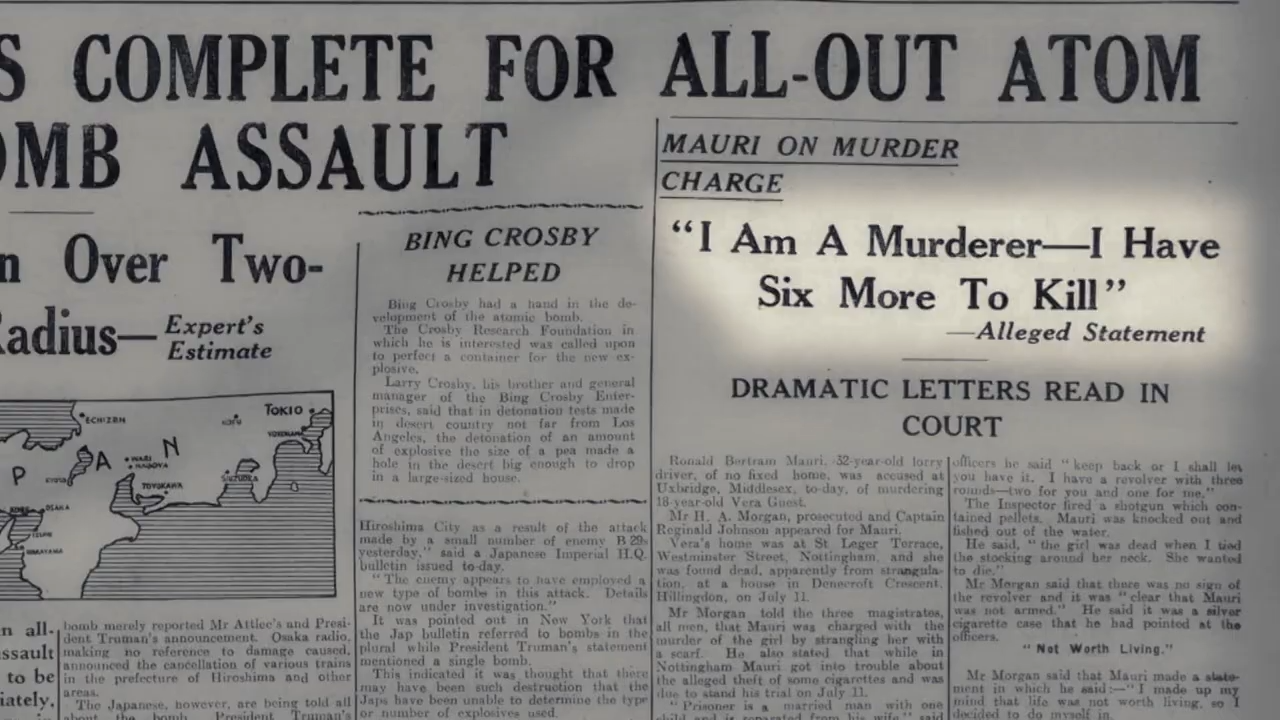 S COMPLETE FOR ALL-OUT ATOM
OMB ASSAULT
n Over Two-
Radius—Expert's
Estimate
ECHIZEN
KOFU
TOKIO
YOKOHAMA
P
A
N
NAGOYA
TOYOKAWA
OSAKA
WAKAYAMA
n all-
assault
to be
iately.
bomb merely reported Mr Attlee's and Presi-
dent Truman's announcement. Osaka radio,
making no reference to damage caused,
announced the cancellation of various trains
in the prefecture of Hiroshima and other
areas.
The Japanese, however, are being told all
about the bomb. President Truman's
BING CROSBY
HELPED
Bing Crosby had a hand in the de-
velopment of the atomic bomb.
The Crosby Research Foundation in
which he is interested was called upon
to perfect a container for the new ex-
plosive.
Larry Crosby, his brother and general
manager of the Bing Crosby Enter-
prises, said that in detonation tests made
in desert country not far from Los
Angeles, the detonation of an amount
of explosive the size of a pea made a
hole in the desert big enough to drop
in a large-sized house.
Hiroshima City as a result of the attack
made by a small number of enemy B 29s
yesterday," said a Japanese Imperial H.Q.
bulletin issued to-day.
"The enemy appears to have employed a
new type of bombs in this attack. Details
are now under investigation."
It was pointed out in New York that
the Jap bulletin referred to bombs in the
plural while President Truman's statement
mentioned a single bomb.
This indicated it was thought that there
may have been such destruction that the
Japs have been unable to determine the type
or number of explosives used.
MAURI ON MURDER
CHARGE
"I Am A Murderer—I Have
Six More To Kill"
—Alleged Statement
DRAMATIC LETTERS READ IN
COURT
Ronald Bertram Mauri, 32-year-old lorry
driver, of no fixed home, was accused at
Uxbridge, Middlesex, to-day, of murdering
18-year-old Vera Guest.
Mr H. A. Morgan, prosecuted and Captain
Reginald Johnson appeared for Mauri.
Vera's home was at St Leger Terrace,
Westminster Street, Nottingham, and she
was found dead, apparently from strangula-
tion, at a house in Denecroft Crescent,
Hillingdon, on July 11.
Mr Morgan told the three magistrates,
all men, that Mauri was charged with the
murder of the girl by strangling her with
a scarf. He also stated that while in
Nottingham Mauri got into trouble about
the alleged theft of some cigarettes and was
due to stand his trial on July 11.
"Prisoner is a married man with one
child and is separated from his wife" said
officers he said "keep back or I shall let
you have it. I have a revolver with three
rounds—two for you and one for me."
The Inspector fired a shotgun which con-
tained pellets. Mauri was knocked out and
fished out of the water.
He said, "the girl was dead when I tied
the stocking around her neck. She wanted
to die."
Mr Morgan said that there was no sign of
the revolver and it was "clear that Mauri
was not armed." He said it was a silver
cigarette case that he had pointed at the
officers.
"Not Worth Living."
Mr Morgan said that Mauri made a state-
ment in which he said:—"I made up my
mind that life was not worth living, so I
decided to do myself in.